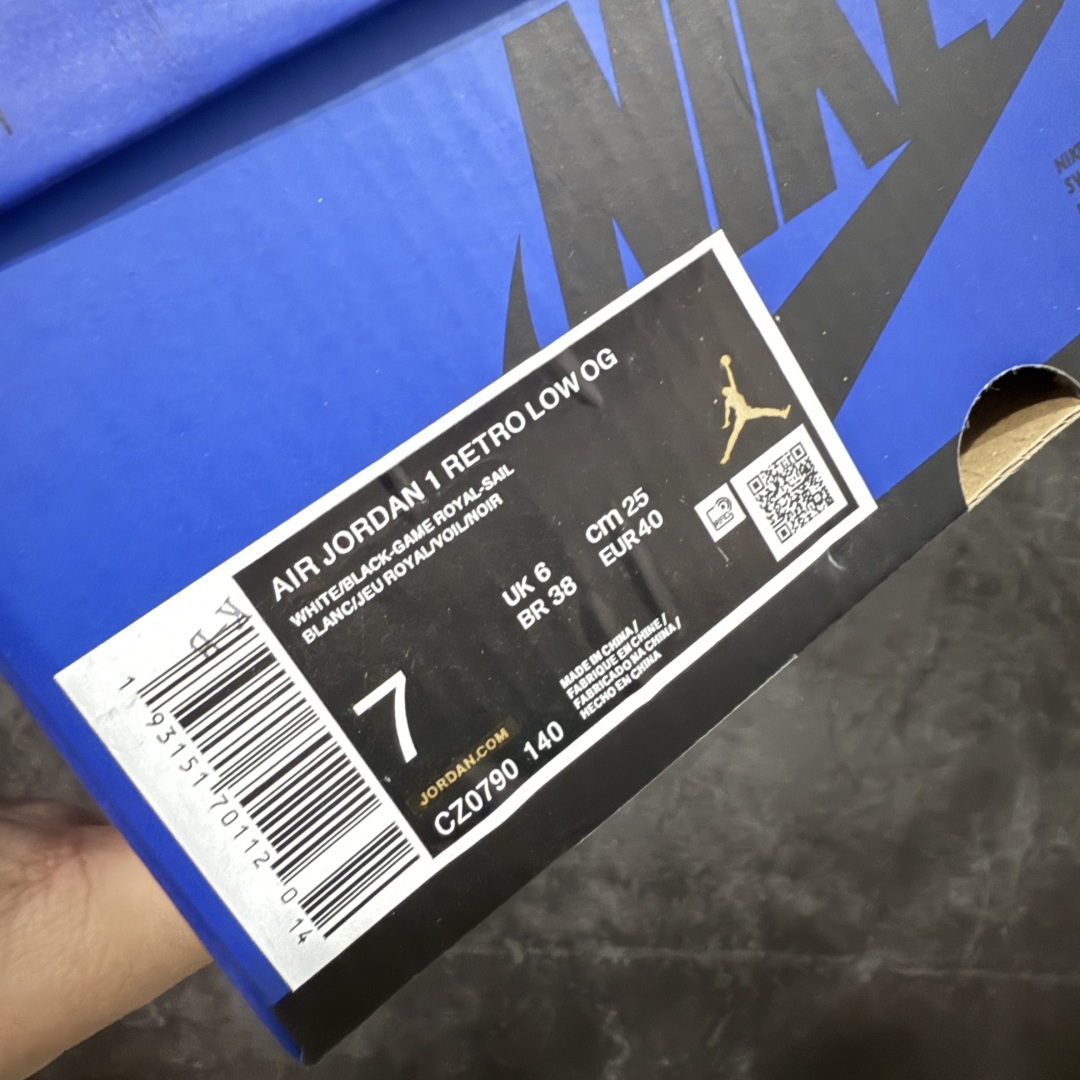 NIKE
AIR JORDAN 1 RETRO LOW OG
WHITE/BLACK-GAME ROYAL-SAIL
BLANC/JEU ROYAL/VOIL/NOIR
UK 6
BR 38
cm 25
EUR 40
7
MADE IN CHINA /
FABRIQUE EN CHINE /
FABRICADO NA CHINA /
HECHO EN CHINA
JORDAN.COM
CZ0790 140
1 93151 70112 0 14